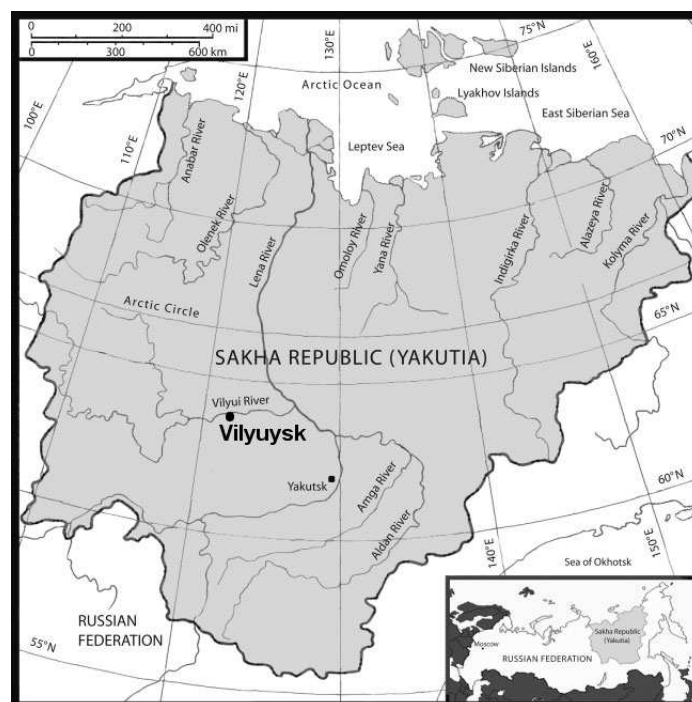 0 200 400 mi
0 300 600 km
130°E
75°N
160°E
New Siberian Islands
Arctic Ocean
Lyakhov Islands
120°E
East Siberian Sea
100°E
110°E
Leptev Sea
70°N
Anabar River
Olenek River
Lena River
Omoloy River
Yana River
Indigirka River
Alazeya River
Kolyma River
Arctic Circle
65°N
SAKHA REPUBLIC (YAKUTIA)
Vilyui River
Vilyuysk
Yakutsk
Amga River
Aldan River
60°N
140°E
150°E
Sea of Okhotsk
RUSSIAN
FEDERATION
55°N
Sakha Republic
(Yakutia)
Moscow
RUSSIAN FEDERATION